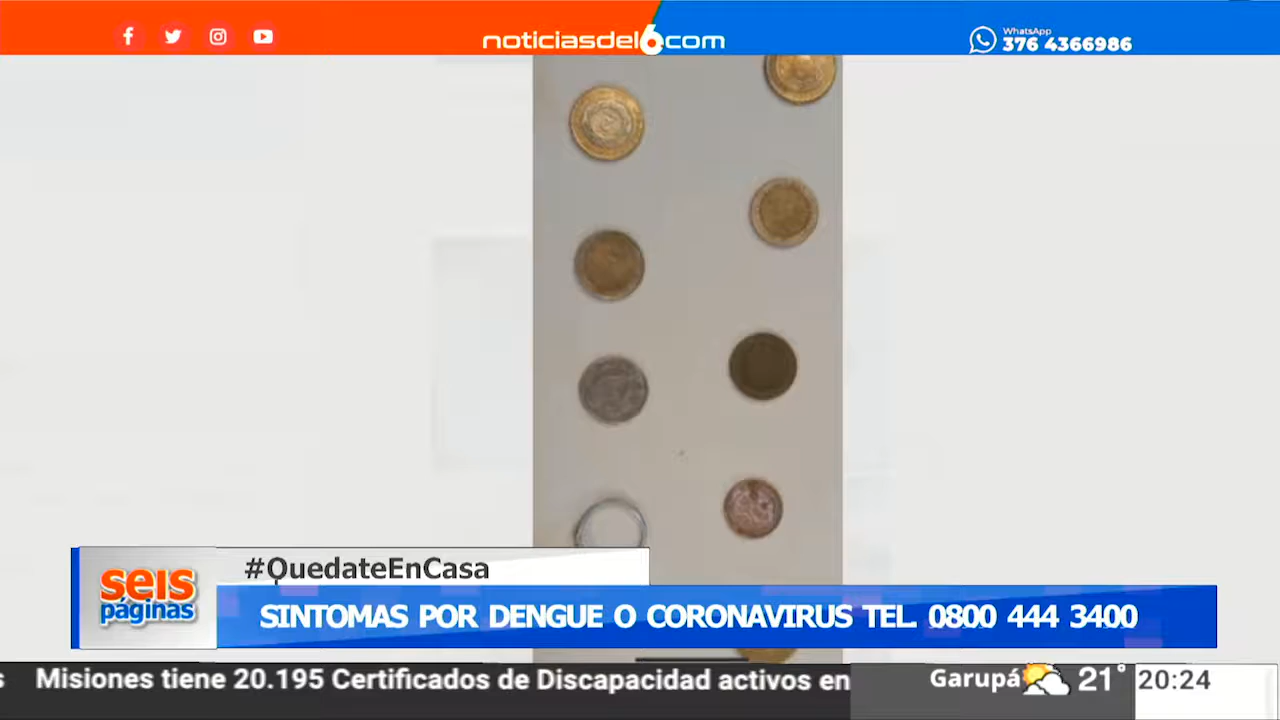 noticiasdel6.com
WhatsApp
376 4366986
#QuedateEnCasa
seis
páginas
SINTOMAS POR DENGUE O CORONAVIRUS TEL. 0800 444 3400
Misiones tiene 20.195 Certificados de Discapacidad activos en
Garupá 21° 20:24